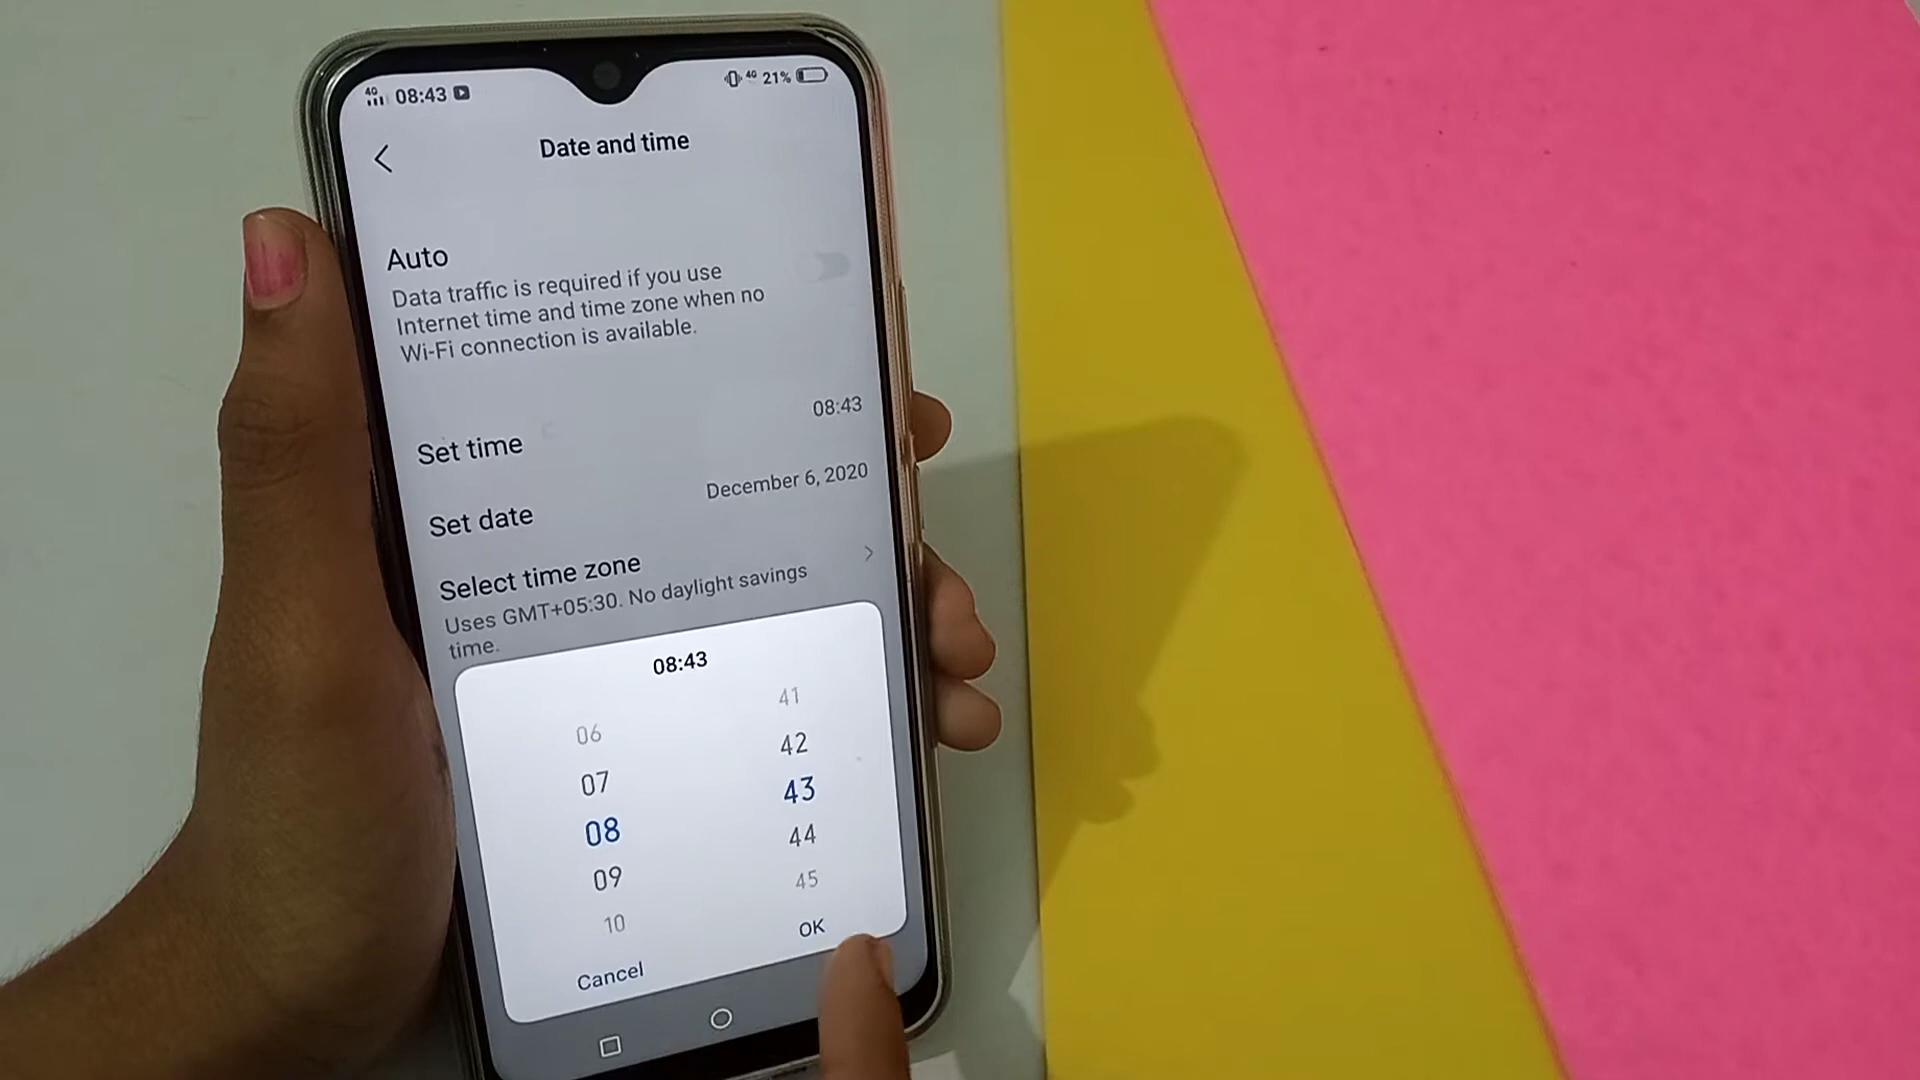 4G 08:43 4G 21%
Date and time
Auto
Data traffic is required if you use
Internet time and time zone when no
Wi-Fi connection is available.
Set time 08:43
Set date December 6, 2020
Select time zone
Uses GMT+05:30. No daylight savings
time.
08:43
06 41
07 42
08 43
09 44
10 45
Cancel OK